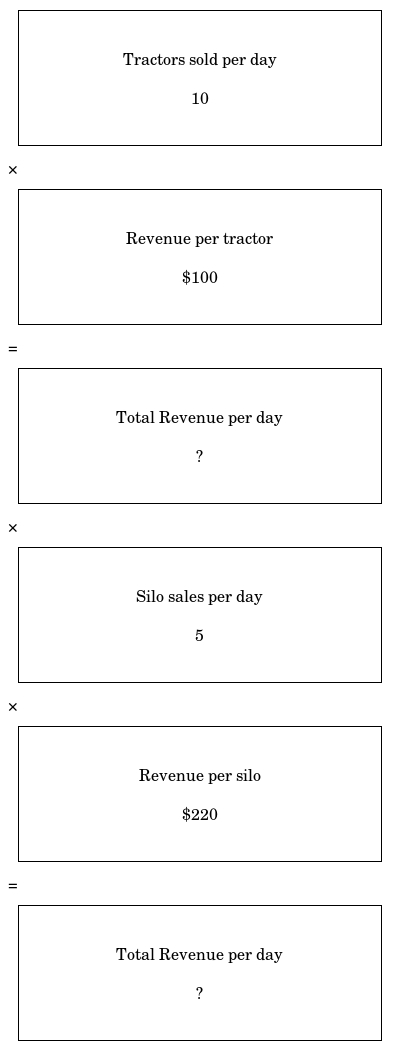 Tractors sold per day
10
×
Revenue per tractor
$100
=
Total Revenue per day
?
×
Silo sales per day
5
×
Revenue per silo
$220
=
Total Revenue per day
?